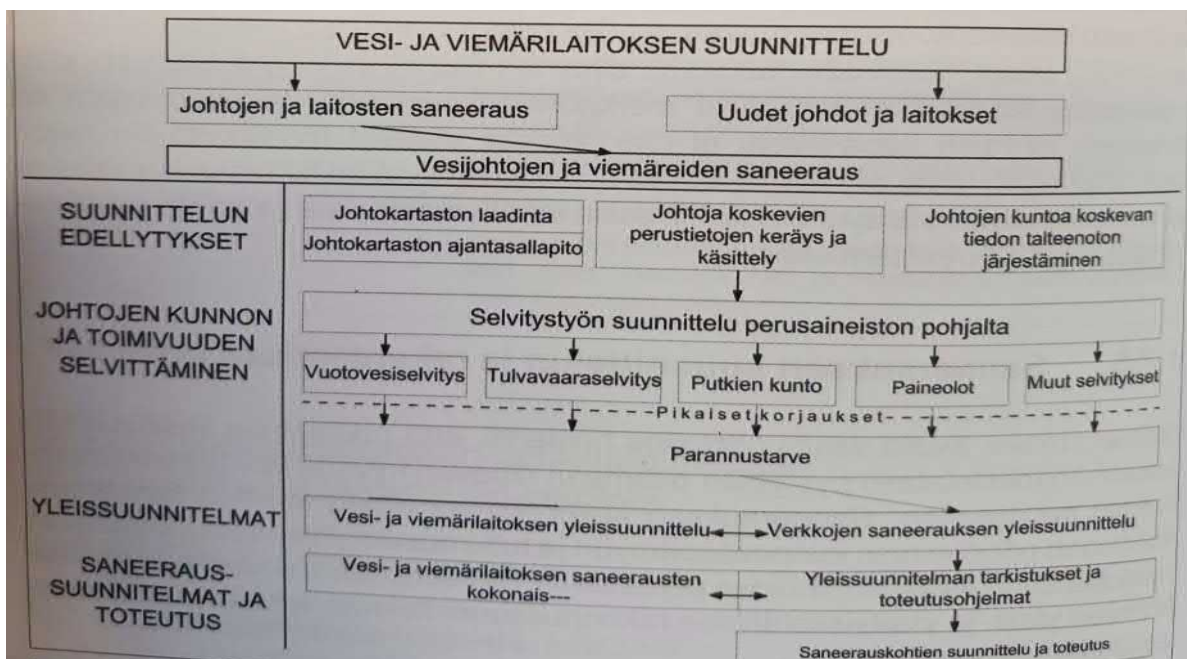 VESI- JA VIEMÄRILAITOKSEN SUUNNITTELU
Johtojen ja laitosten saneeraus
Uudet johdot ja laitokset
Vesijohtojen ja viemäreiden saneeraus
SUUNNITTELUN
EDELLYTYKSET
Johtokartaston laadinta
Johtokartaston ajantasallapito
Johtoja koskevien
perustietojen keräys ja
käsittely
Johtojen kuntoa koskevan
tiedon talteenoton
järjestäminen
JOHTOJEN KUNNON
JA TOIMIVUUDEN
SELVITTÄMINEN
Selvitystyön suunnittelu perusaineiston pohjalta
Vuotovesiselvitys
Tulvavaaraselvitys
Putkien kunto
Paineolot
Muut selvitykset
Pikaiset korjaukset
Parannustarve
YLEISSUUNNITELMAT
Vesi- ja viemärilaitoksen yleissuunnittelu
Verkkojen saneerauksen yleissuunnittelu
SANEERAUS-
SUUNNITELMAT JA
TOTEUTUS
Vesi- ja viemärilaitoksen saneerausten
kokonais---
Yleissuunnitelman tarkistukset ja
toteutusohjelmat
Saneerauskohtien suunnittelu ja toteutus